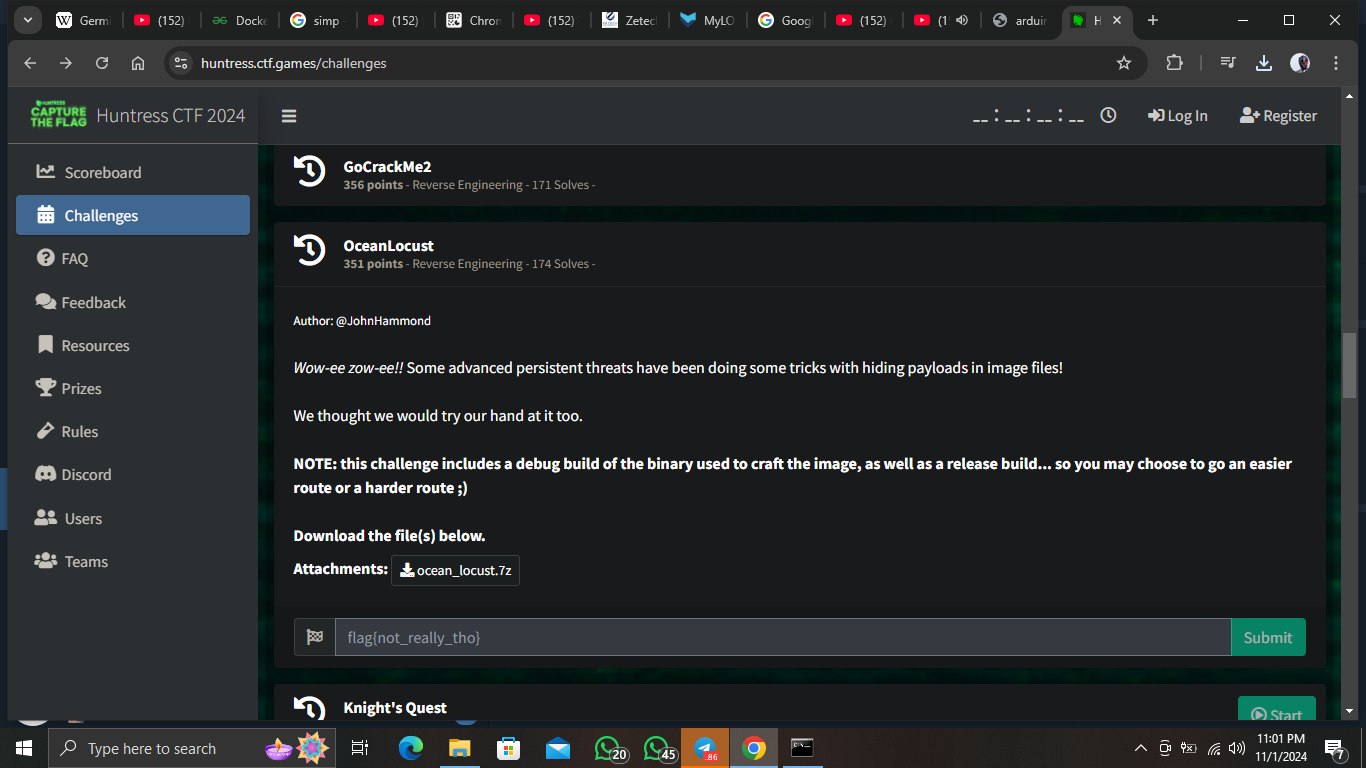 Germi
(152)
Docke
simp
(152)
Chron
(152)
Zetec
MyLO
Googl
(152)
(1
arduir
H
huntress.ctf.games/challenges
HUNTRESS
CAPTURE
THE FLAG
Huntress CTF 2024
-- : -- : -- : --
Log In
Register
Scoreboard
Challenges
FAQ
Feedback
Resources
Prizes
Rules
Discord
Users
Teams
GoCrackMe2
356 points - Reverse Engineering - 171 Solves -
OceanLocust
351 points - Reverse Engineering - 174 Solves -
Author: @JohnHammond
Wow-ee zow-ee!! Some advanced persistent threats have been doing some tricks with hiding payloads in image files!
We thought we would try our hand at it too.
NOTE: this challenge includes a debug build of the binary used to craft the image, as well as a release build... so you may choose to go an easier
route or a harder route ;)
Download the file(s) below.
Attachments: ocean_locust.7z
flag{not_really_tho}
Submit
Knight's Quest
Start
Type here to search
20
45
.86
11:01 PM
11/1/2024
7